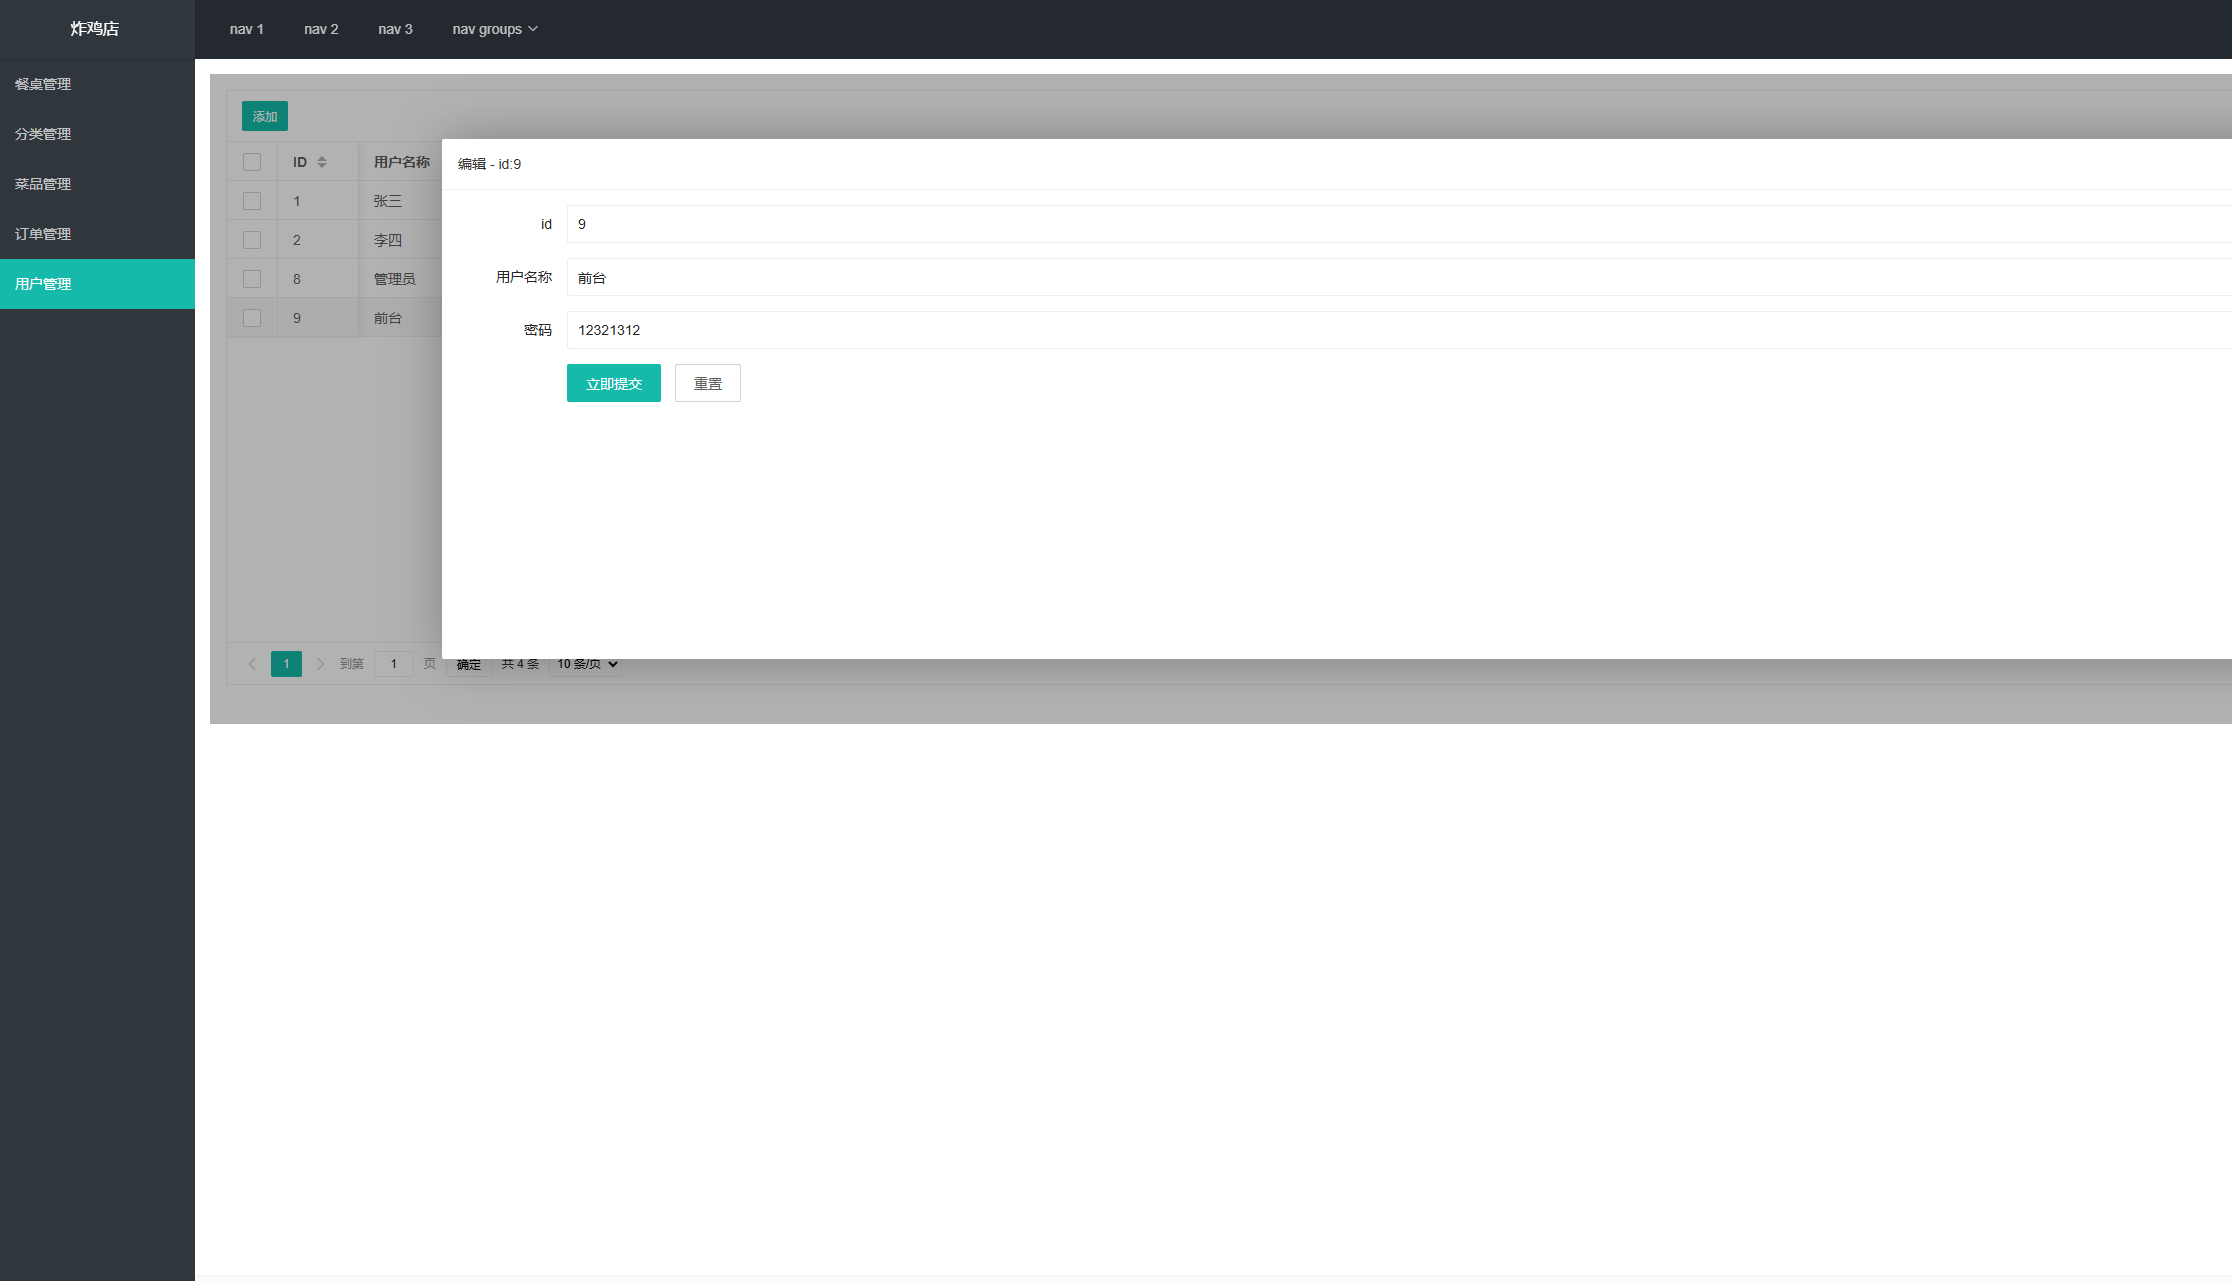 炸鸡店
nav 1 nav 2 nav 3 nav groups
餐桌管理
分类管理
菜品管理
订单管理
用户管理
添加
ID 用户名称
1 张三
2 李四
8 管理员
9 前台
编辑 - id:9
id 9
用户名称 前台
密码 12321312
立即提交 重置
1 到第 1 页 确定 共 4 条 10 条/页